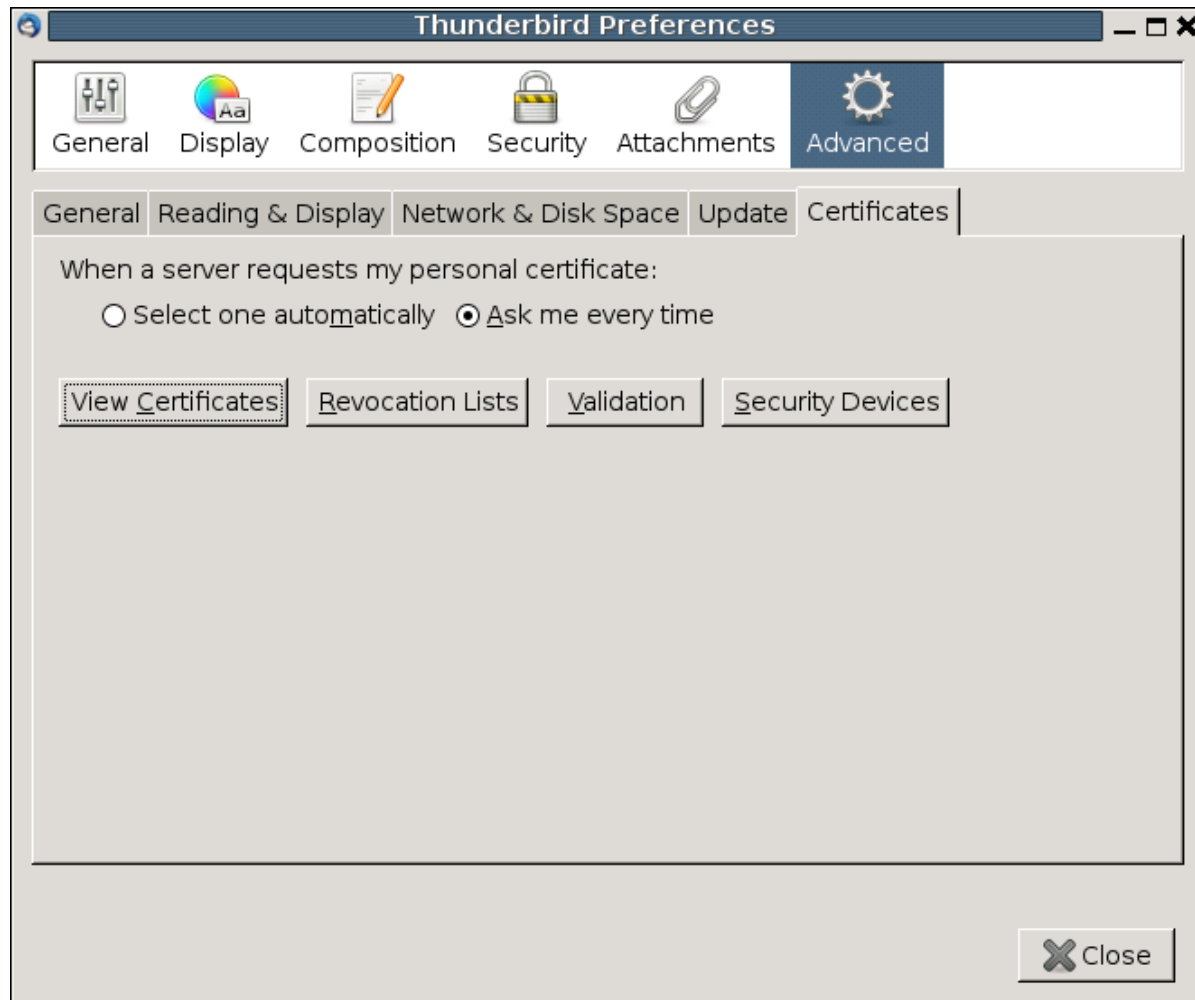 Thunderbird Preferences
Aa
General Display Composition Security Attachments Advanced
General Reading & Display Network & Disk Space Update Certificates
When a server requests my personal certificate:
Select one automatically Ask me every time
View Certificates Revocation Lists Validation Security Devices
Close